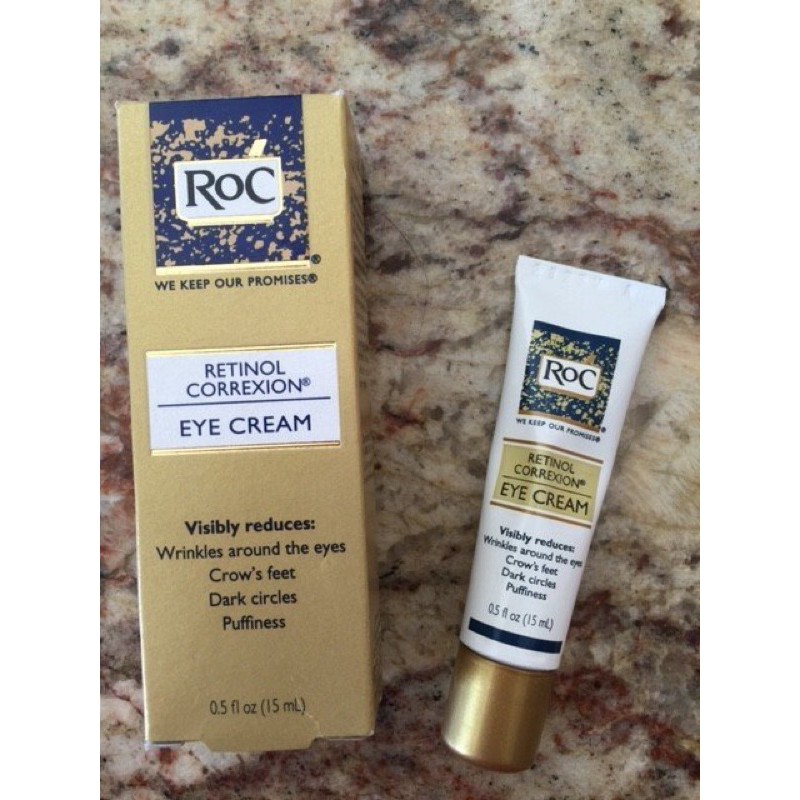 RoC
®
WE KEEP OUR PROMISES®
RETINOL
CORREXION®
EYE CREAM
Visibly reduces:
Wrinkles around the eyes
Crow's feet
Dark circles
Puffiness
0.5 fl oz (15 mL)
RoC
®
WE KEEP OUR PROMISES®
RETINOL
CORREXION®
EYE CREAM
Visibly reduces:
Wrinkles around the eyes
Crow's feet
Dark circles
Puffiness
0.5 fl oz (15 mL)